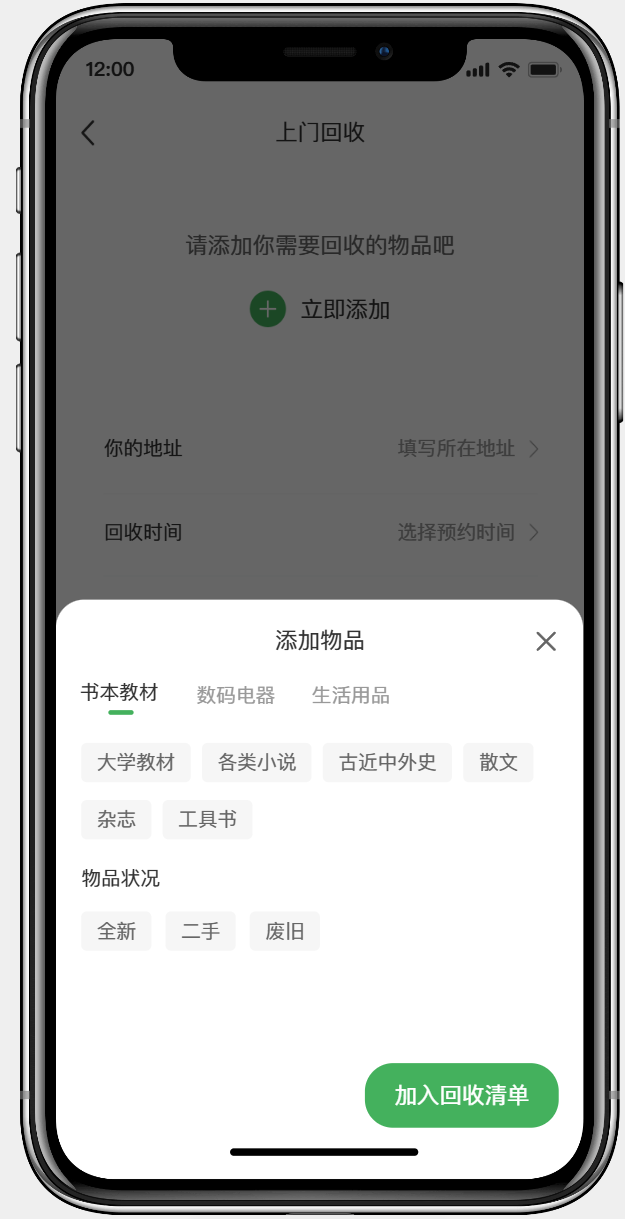 12:00
上门回收
请添加你需要回收的物品吧
立即添加
你的地址 填写所在地址
回收时间 选择预约时间
添加物品
书本教材 数码电器 生活用品
大学教材 各类小说 古近中外史 散文
杂志 工具书
物品状况
全新 二手 废旧
加入回收清单